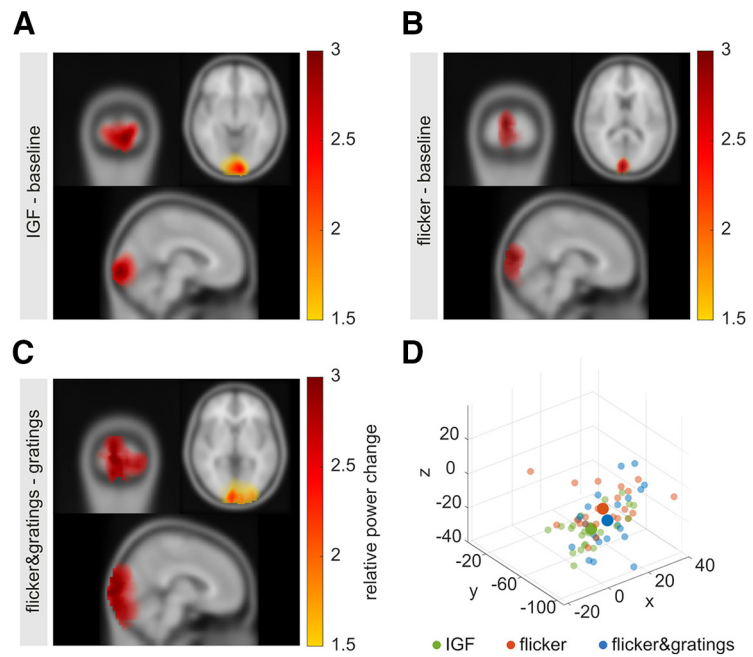 A
IGF - baseline
3
2.5
2
1.5
B
flicker - baseline
3
2.5
2
1.5
C
flicker&gratings - gratings
3
2.5
2
1.5
relative power change
D
z
20
0
-20
-40
-20
-60
-100
y
-20
0
20
40
x
IGF
flicker
flicker&gratings